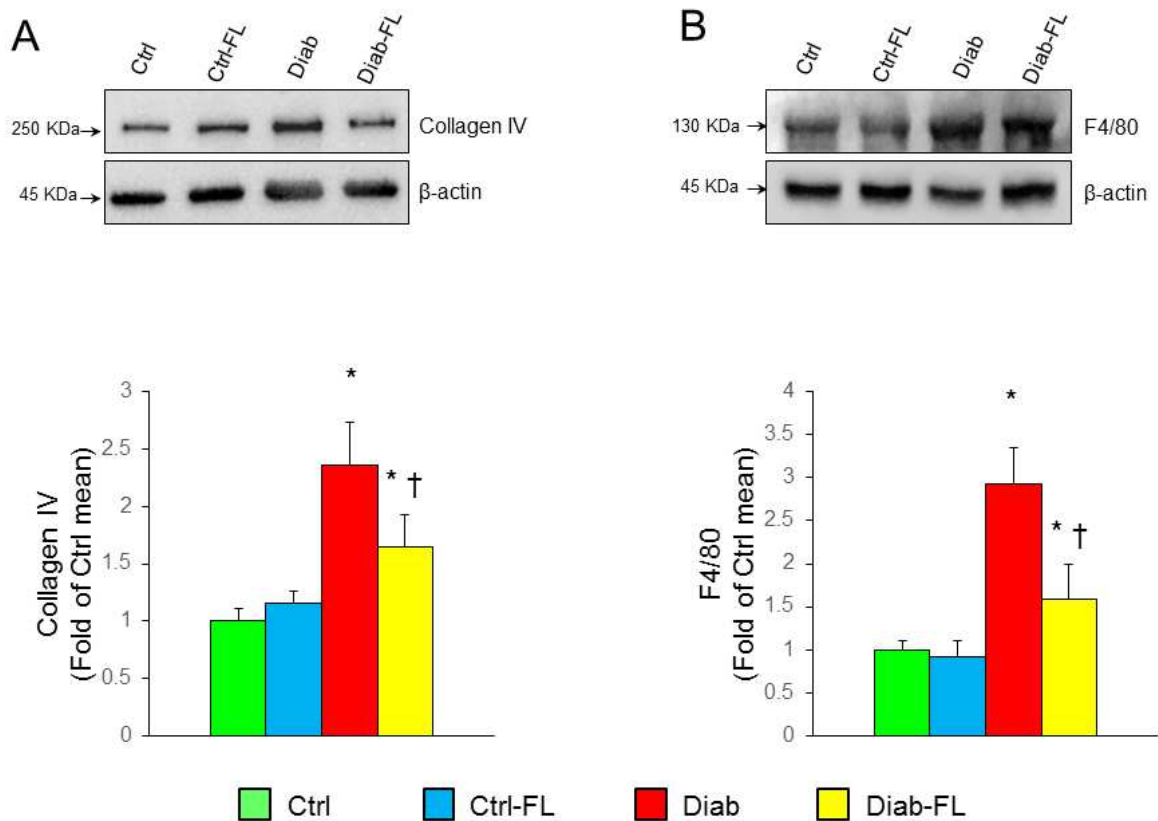 A
Ctrl
Ctrl-FL
Diab
Diab-FL
250 KDa
Collagen IV
45 KDa
β-actin
B
Ctrl
Ctrl-FL
Diab
Diab-FL
130 KDa
F4/80
45 KDa
β-actin
Collagen IV
(Fold of Ctrl mean)
3
2.5
2
1.5
1
0.5
0
*
* †
F4/80
(Fold of Ctrl mean)
4
3.5
3
2.5
2
1.5
1
0.5
0
*
* †
Ctrl
Ctrl-FL
Diab
Diab-FL